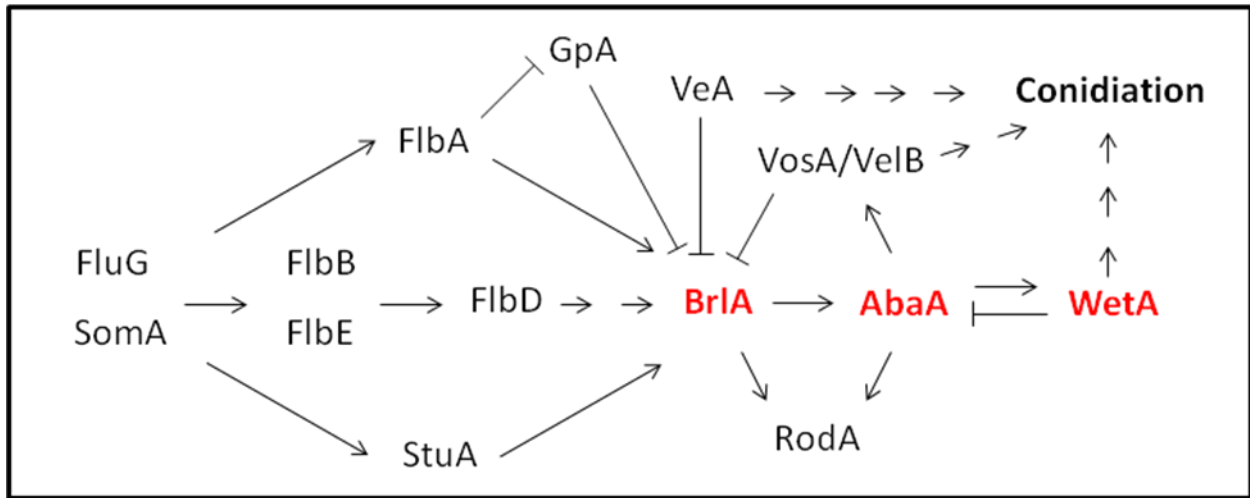 GpA
VeA
Conidiation
FlbA
VosA/VelB
FluG
FlbB
SomA
FlbE
FlbD
BrlA
AbaA
WetA
StuA
RodA